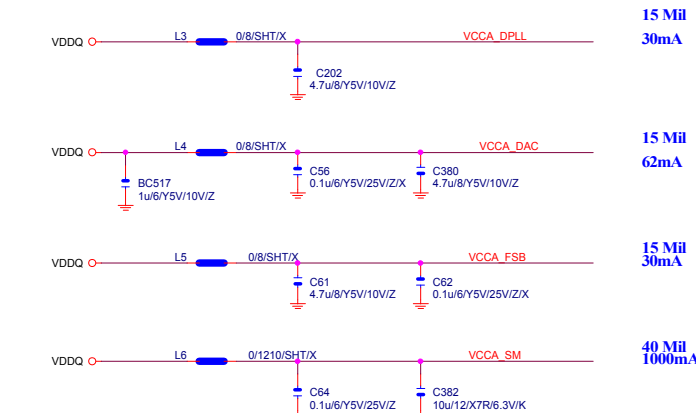 15 Mil
VDDQ L3 0/8/SHT/X VCCA_DPLL 30mA
C202
4.7u/8/Y5V/10V/Z
15 Mil
VDDQ L4 0/8/SHT/X VCCA_DAC
62mA
C56 C380
0.1u/6/Y5V/25V/Z/X 4.7u/8/Y5V/10V/Z
BC517
1u/6/Y5V/10V/Z
15 Mil
VDDQ L5 0/8/SHT/X VCCA_FSB 30mA
C61 C62
4.7u/8/Y5V/10V/Z 0.1u/6/Y5V/25V/Z/X
40 Mil
VDDQ L6 0/1210/SHT/X VCCA_SM 1000mA
C64 C382
0.1u/6/Y5V/25V/Z 10u/12/X7R/6.3V/K